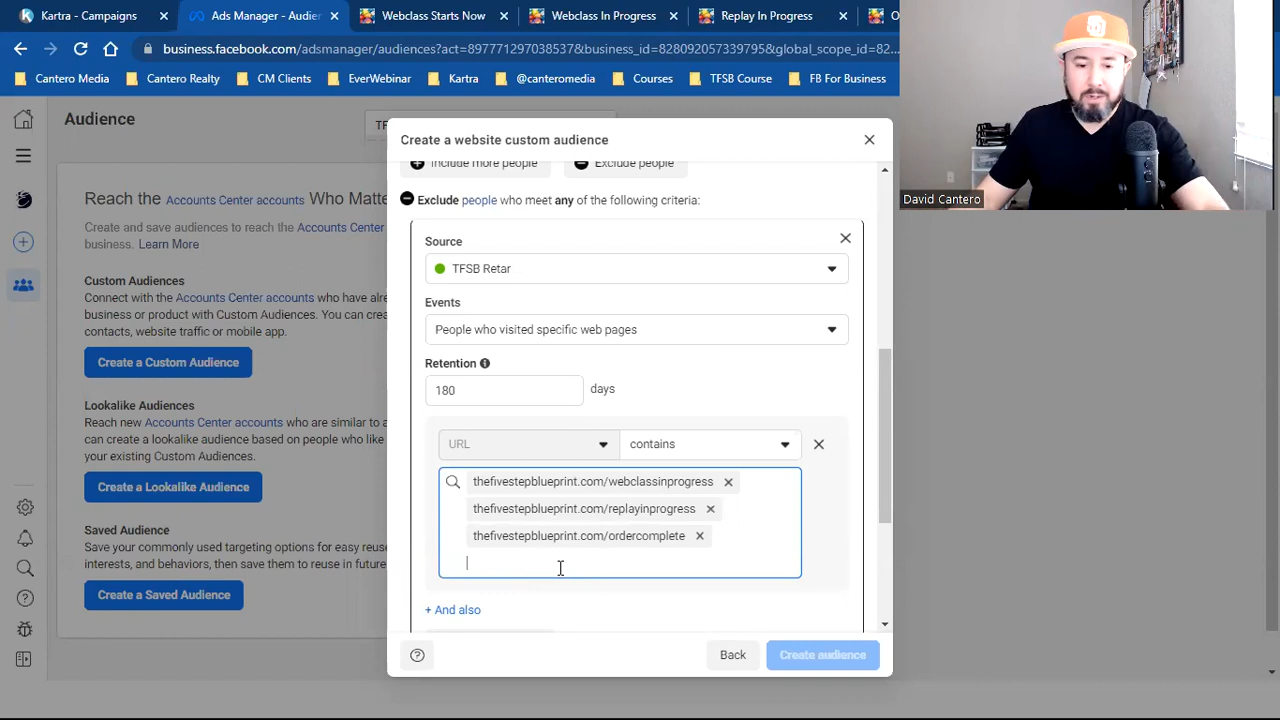 Kartra - Campaigns
Ads Manager - Audien
Webclass Starts Now
Webclass In Progress
Replay In Progress
business.facebook.com/adsmanager/audiences?act=897771297038537&business_id=828092057339795&global_scope_id=82...
Cantero Media
Cantero Realty
CM Clients
EverWebinar
Kartra
@canteromedia
Courses
TFSB Course
FB For Business
Audience
Reach the Accounts Center accounts Who Matte
Create and save audiences to reach the Accounts Center
business. Learn More
Custom Audiences
Connect with the Accounts Center accounts who have alre
business or product with Custom Audiences. You can crea
contacts, website traffic or mobile app.
Create a Custom Audience
Lookalike Audiences
Reach new Accounts Center accounts who are similar to a
can create a lookalike audience based on people who like
your existing Custom Audiences.
Create a Lookalike Audience
Saved Audience
Save your commonly used targeting options for easy reuse
interests, and behaviors, then save them to reuse in future
Create a Saved Audience
Create a website custom audience
Include more people
Exclude people
Exclude people who meet any of the following criteria:
Source
TFSB Retar
Events
People who visited specific web pages
Retention
180 days
URL
contains
thefivestepblueprint.com/webclassinprogress
thefivestepblueprint.com/replayinprogress
thefivestepblueprint.com/ordercomplete
+ And also
Back
Create audience
David Cantero